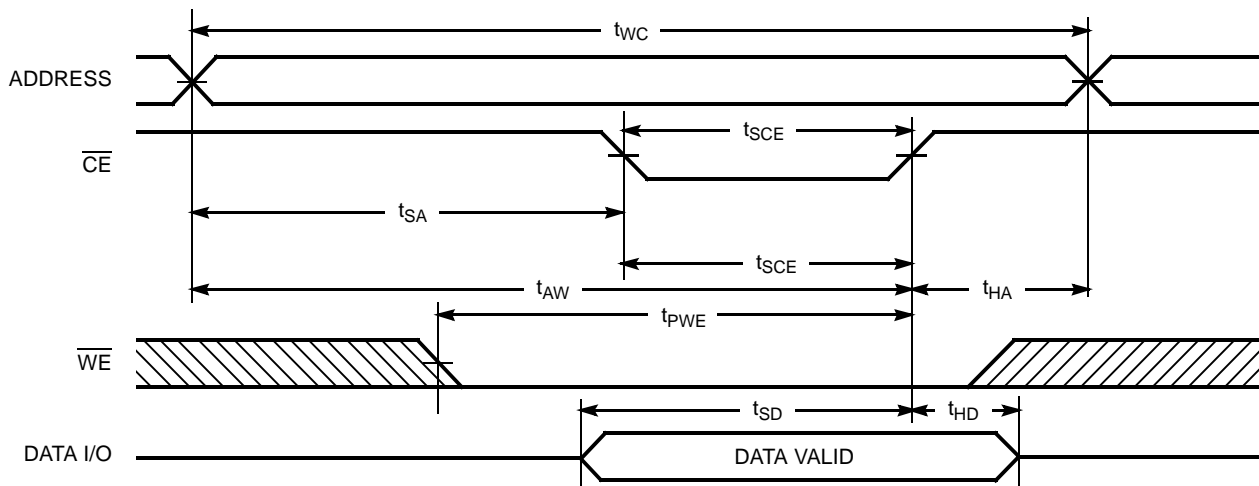 tWC
ADDRESS
tSCE
CE
tSA
tSCE
tAW
tHA
tPWE
WE
tSD
tHD
DATA I/O
DATA VALID